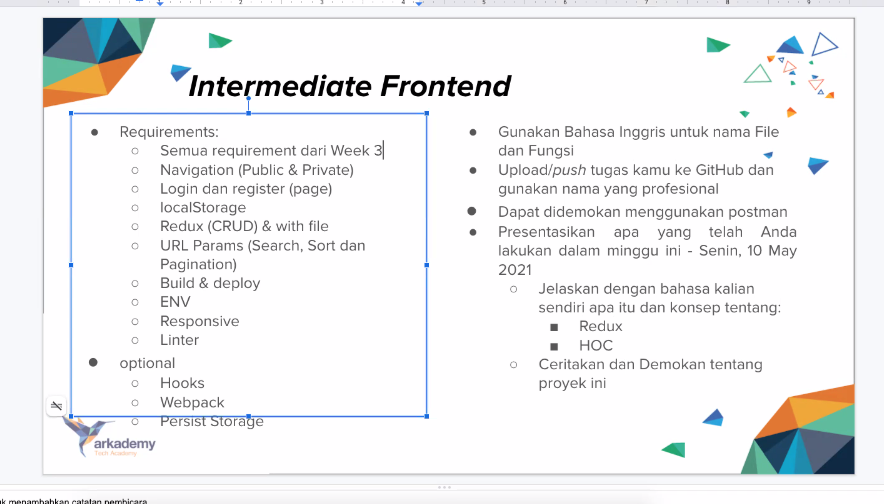 Intermediate Frontend
● Requirements:
○ Semua requirement dari Week 3
○ Navigation (Public & Private)
○ Login dan register (page)
○ localStorage
○ Redux (CRUD) & with file
○ URL Params (Search, Sort dan
Pagination)
○ Build & deploy
○ ENV
○ Responsive
○ Linter
● optional
○ Hooks
○ Webpack
○ Persist Storage
● Gunakan Bahasa Inggris untuk nama File
dan Fungsi
● Upload/push tugas kamu ke GitHub dan
gunakan nama yang profesional
● Dapat didemokan menggunakan postman
● Presentasikan apa yang telah Anda
lakukan dalam minggu ini - Senin, 10 May
2021
○ Jelaskan dengan bahasa kalian
sendiri apa itu dan konsep tentang:
■ Redux
■ HOC
○ Ceritakan dan Demokan tentang
proyek ini
arkademy
Tech Academy
uk menambahkan catatan pembicara